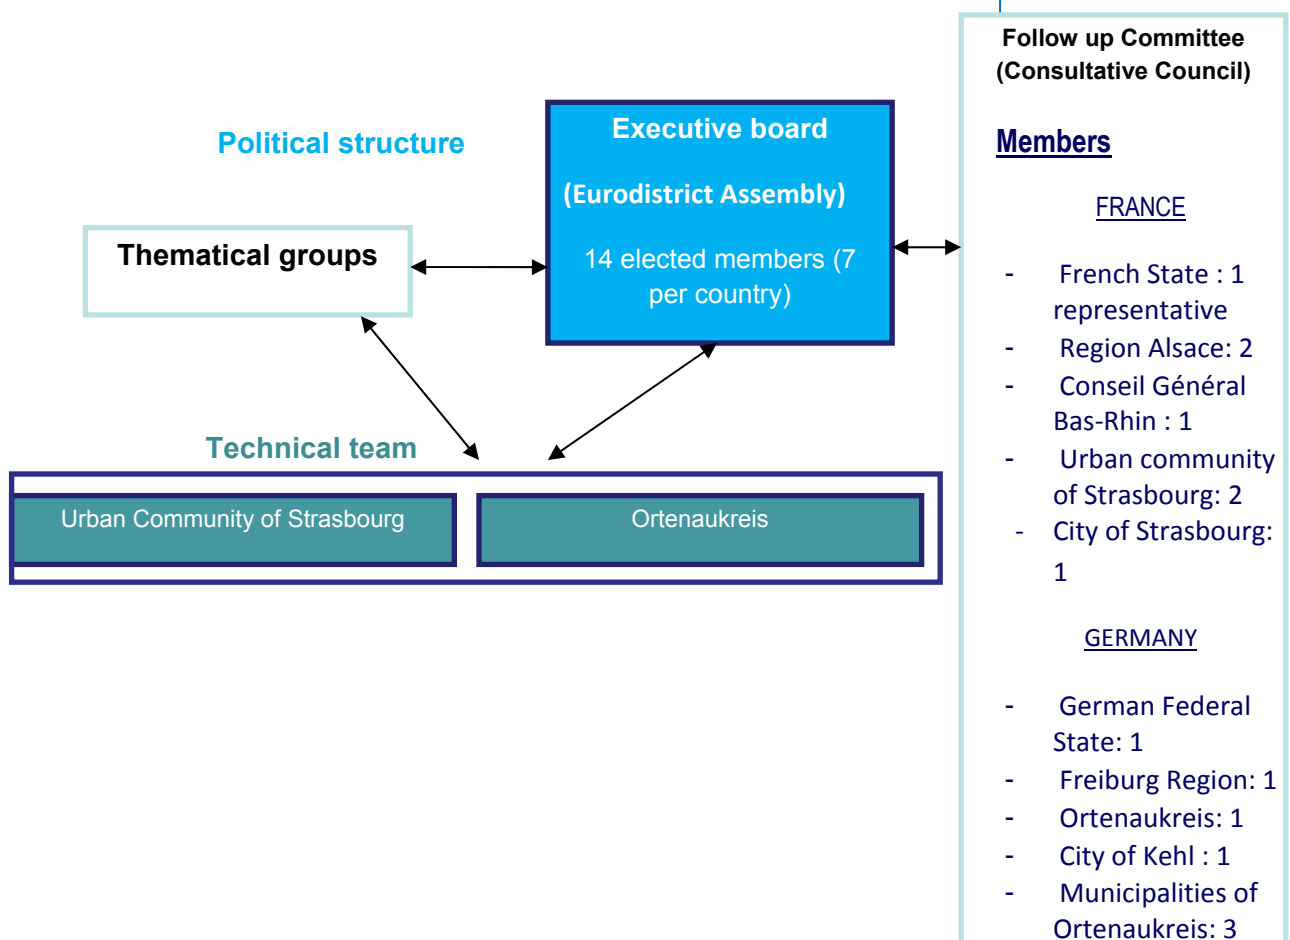 Political structure
Thematical groups
Executive board
(Eurodistrict Assembly)
14 elected members (7
per country)
Technical team
Urban Community of Strasbourg
Ortenaukreis
Follow up Committee
(Consultative Council)
Members
FRANCE
- French State : 1
representative
- Region Alsace: 2
- Conseil Général
Bas-Rhin : 1
- Urban community
of Strasbourg: 2
- City of Strasbourg:
1
GERMANY
- German Federal
State: 1
- Freiburg Region: 1
- Ortenaukreis: 1
- City of Kehl : 1
- Municipalities of
Ortenaukreis: 3